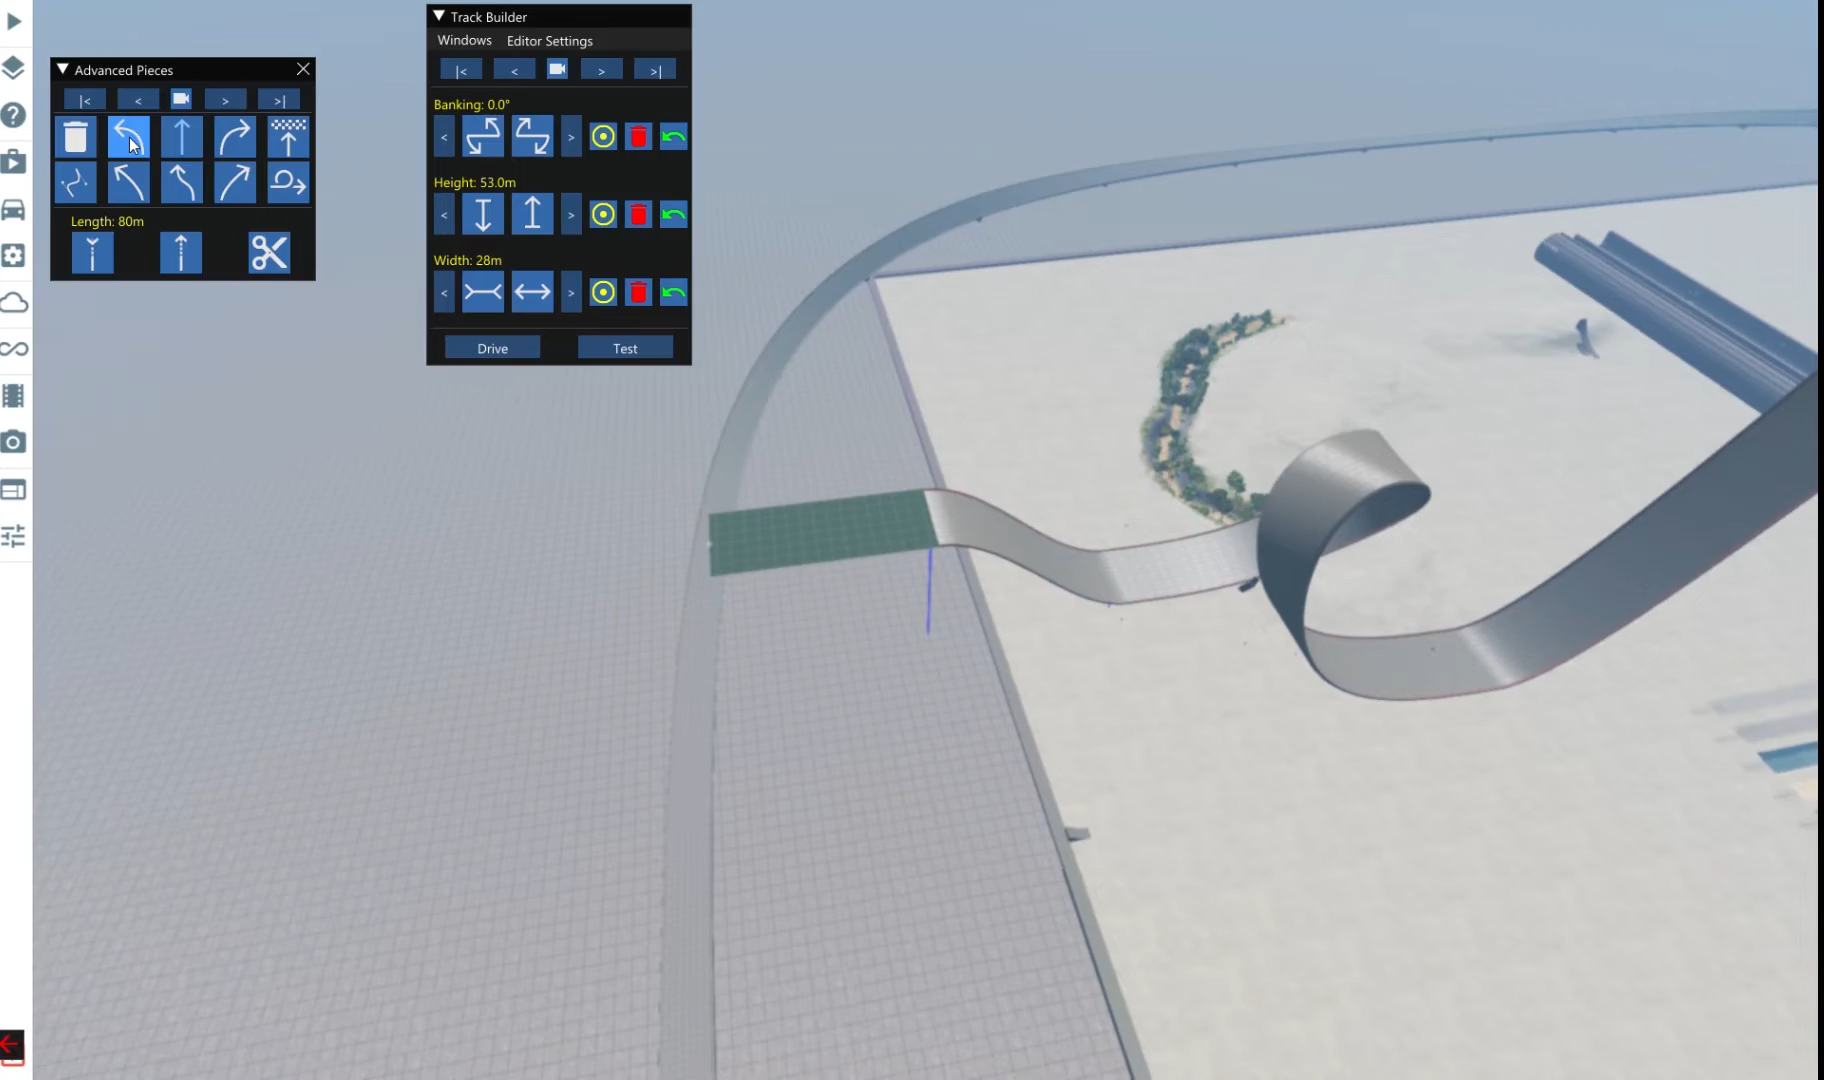 Track Builder
Windows Editor Settings
|< < > >|
Banking: 0.0°
< >
Height: 53.0m
< >
Width: 28m
< >
Drive Test
Advanced Pieces
|< < > >|
Length: 80m